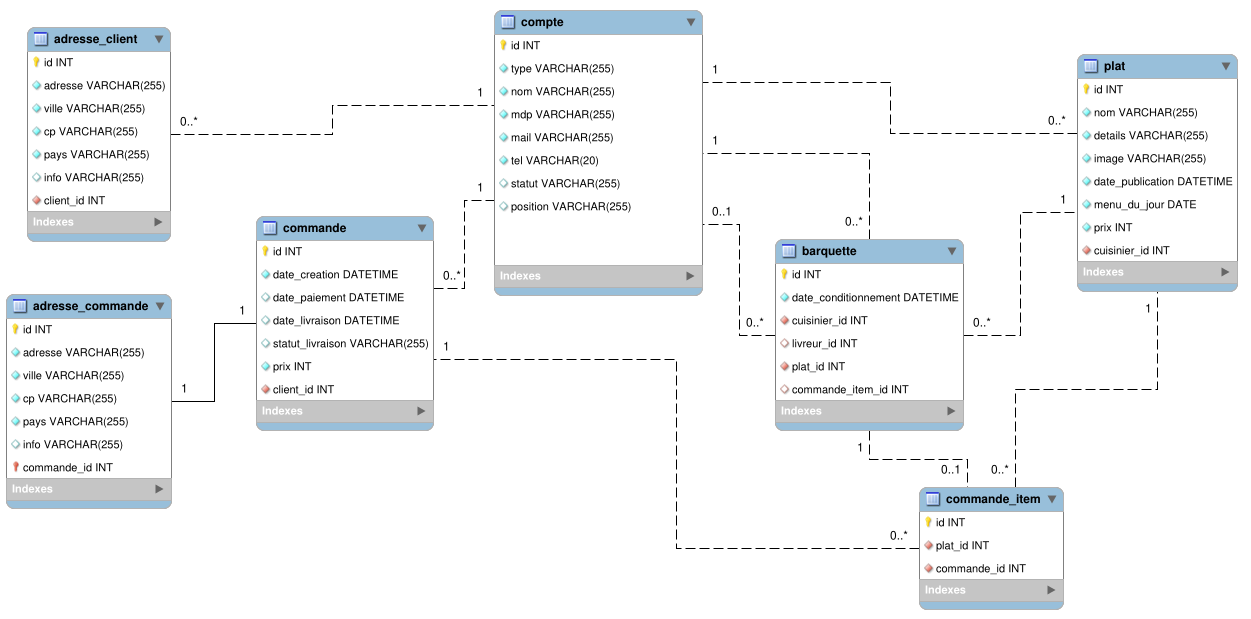 adresse_client
id INT
adresse VARCHAR(255)
ville VARCHAR(255)
cp VARCHAR(255)
pays VARCHAR(255)
info VARCHAR(255)
client_id INT
Indexes
0..*
1
compte
id INT
type VARCHAR(255)
nom VARCHAR(255)
mdp VARCHAR(255)
mail VARCHAR(255)
tel VARCHAR(20)
statut VARCHAR(255)
position VARCHAR(255)
Indexes
1
0..*
1
0..*
0..1
0..*
1
0..*
plat
id INT
nom VARCHAR(255)
details VARCHAR(255)
image VARCHAR(255)
date_publication DATETIME
menu_du_jour DATE
prix INT
cuisinier_id INT
Indexes
1
0..*
1
0..*
commande
id INT
date_creation DATETIME
date_paiement DATETIME
date_livraison DATETIME
statut_livraison VARCHAR(255)
prix INT
client_id INT
Indexes
1
1
1
0..*
barquette
id INT
date_conditionnement DATETIME
cuisinier_id INT
livreur_id INT
plat_id INT
commande_item_id INT
Indexes
1
0..1
adresse_commande
id INT
adresse VARCHAR(255)
ville VARCHAR(255)
cp VARCHAR(255)
pays VARCHAR(255)
info VARCHAR(255)
commande_id INT
Indexes
commande_item
id INT
plat_id INT
commande_id INT
Indexes